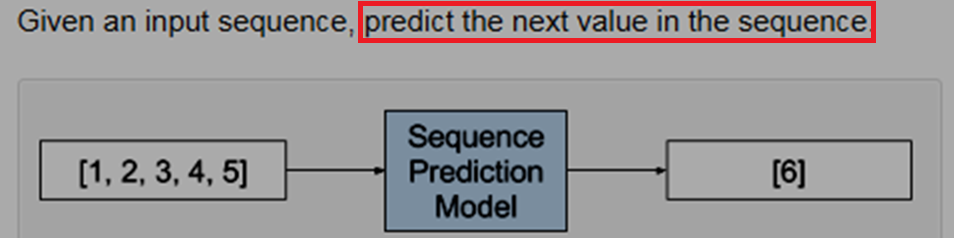 Given an input sequence, predict the next value in the sequence.
[1, 2, 3, 4, 5]
Sequence
Prediction
Model
[6]